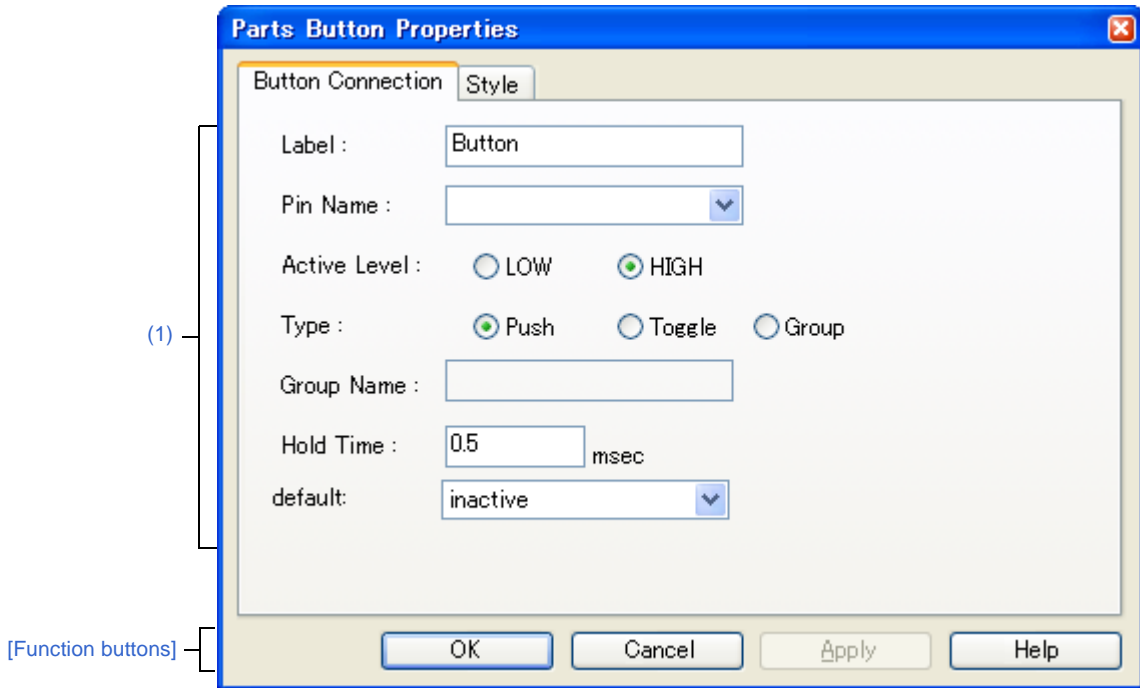 Parts Button Properties
Button Connection Style
Label : Button
Pin Name :
Active Level : LOW HIGH
(1) Type : Push Toggle Group
Group Name :
Hold Time : 0.5 msec
default: inactive
[Function buttons] OK Cancel Apply Help